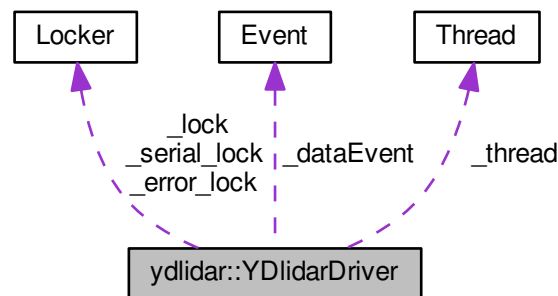 Locker
Event
Thread
_lock
_serial_lock
_error_lock
_dataEvent
_thread
ydlidar::YDlidarDriver